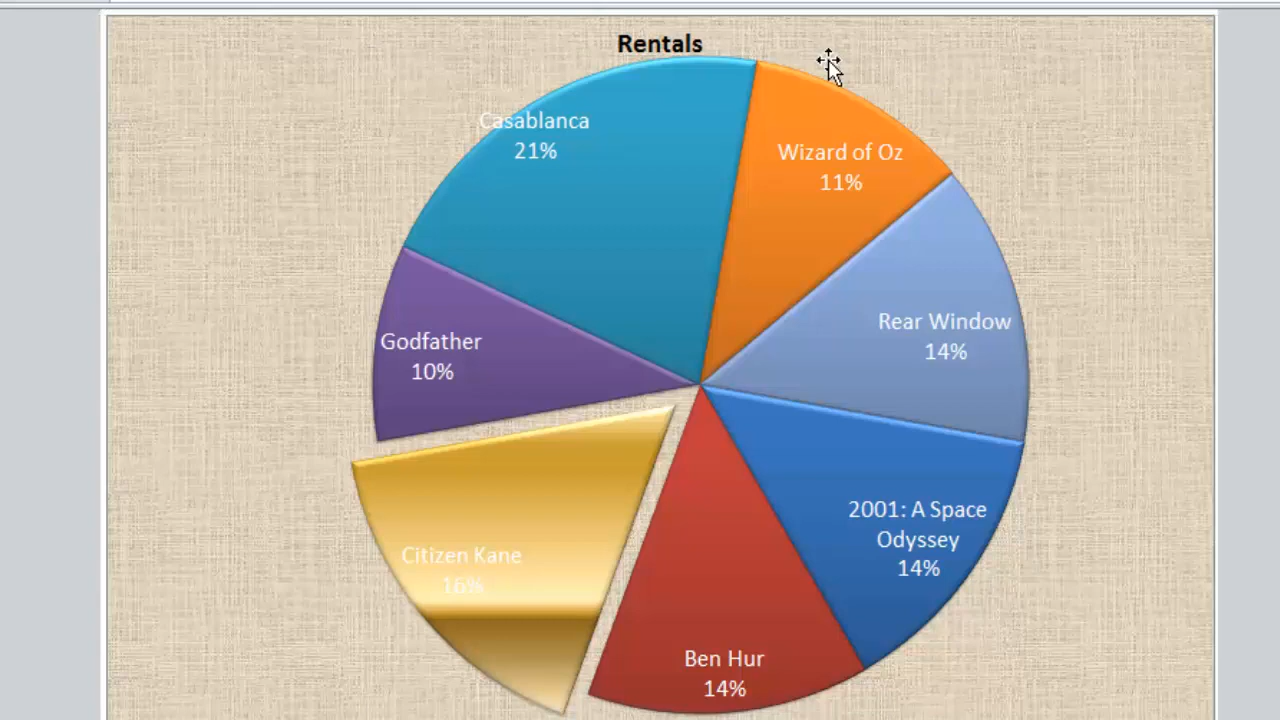 Rentals
Casablanca
21%
Wizard of Oz
11%
Rear Window
14%
Godfather
10%
2001: A Space
Odyssey
14%
Citizen Kane
16%
Ben Hur
14%